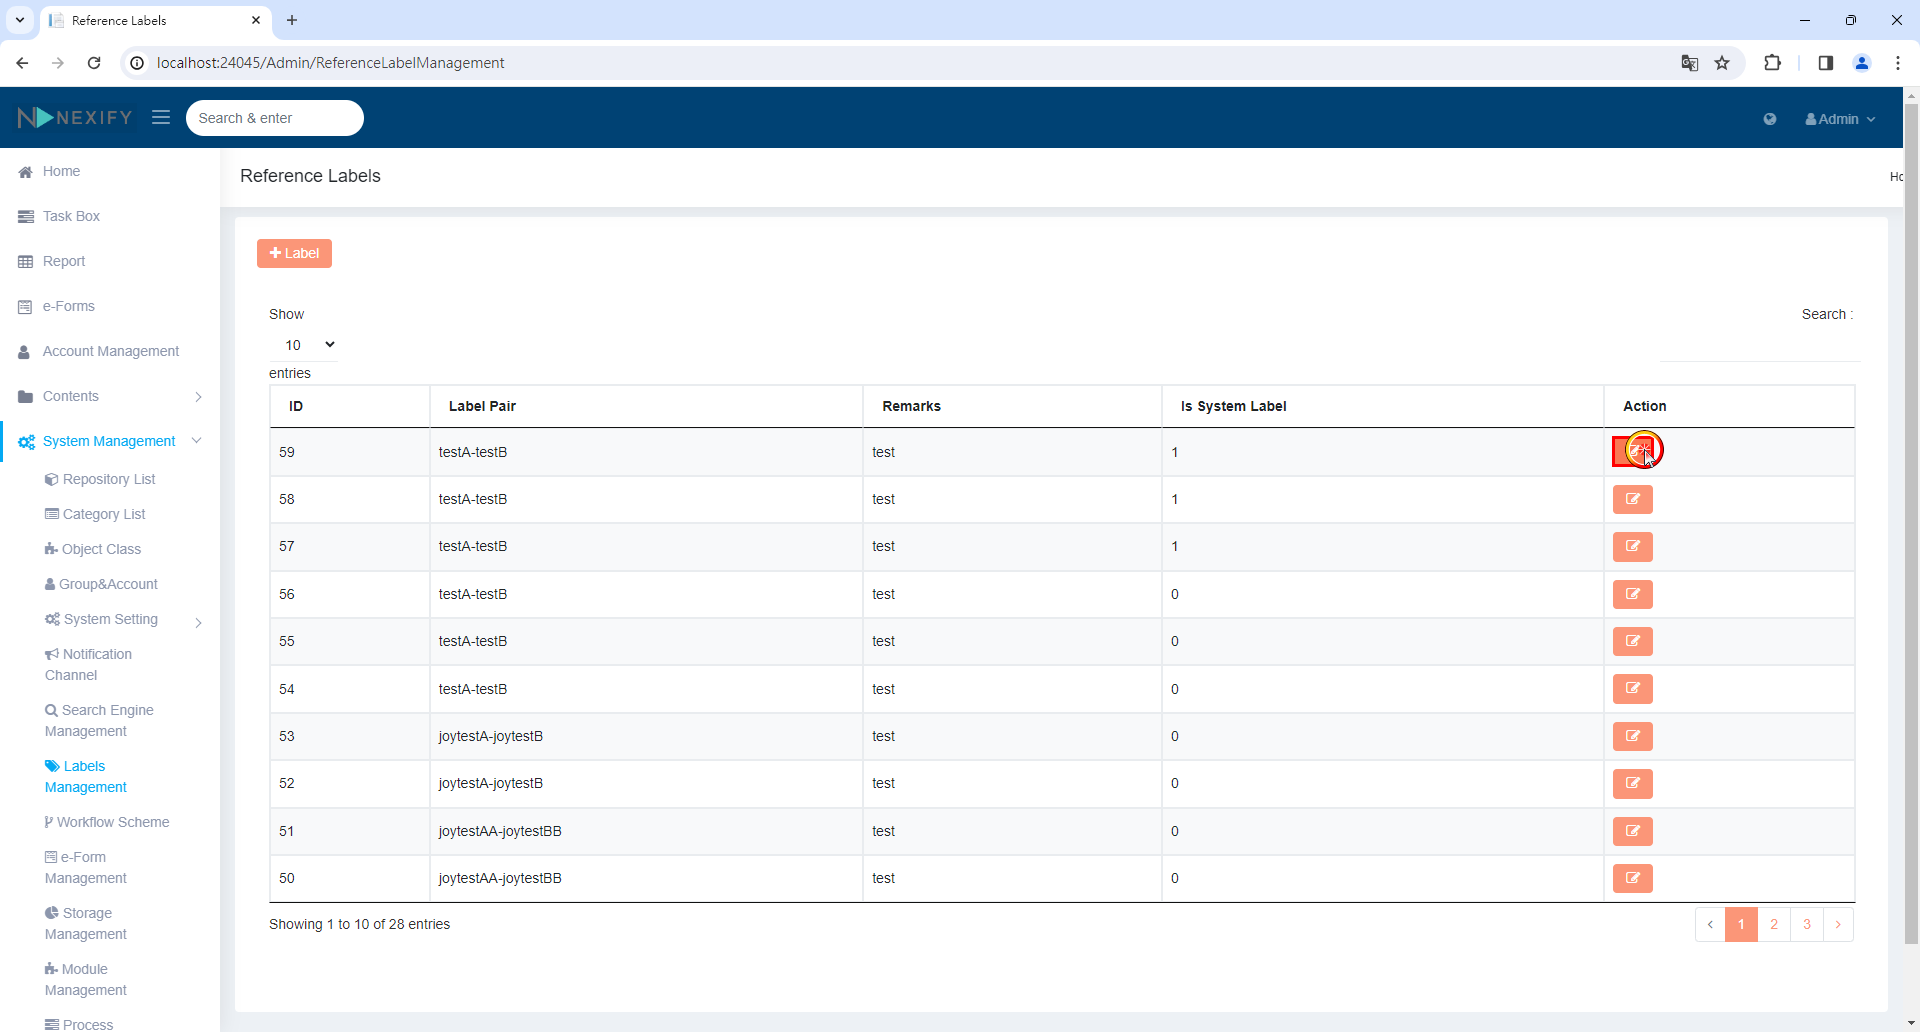 Reference Labels
localhost:24045/Admin/ReferenceLabelManagement
NEXIFY
Search & enter
Admin
Home
Task Box
Report
e-Forms
Account Management
Contents
System Management
Repository List
Category List
Object Class
Group&Account
System Setting
Notification
Channel
Search Engine
Management
Labels
Management
Workflow Scheme
e-Form
Management
Storage
Management
Module
Management
Process
Reference Labels
Ho
+ Label
Show
10
entries
Search :
ID Label Pair Remarks Is System Label Action
59 testA-testB test 1
58 testA-testB test 1
57 testA-testB test 1
56 testA-testB test 0
55 testA-testB test 0
54 testA-testB test 0
53 joytestA-joytestB test 0
52 joytestA-joytestB test 0
51 joytestAA-joytestBB test 0
50 joytestAA-joytestBB test 0
Showing 1 to 10 of 28 entries
‹ 1 2 3 ›